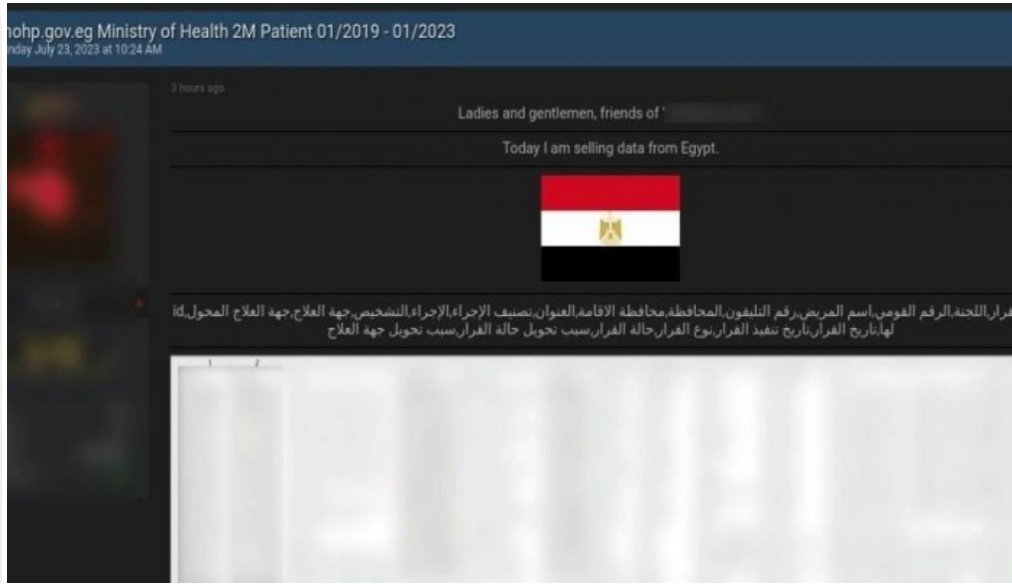 mohp.gov.eg Ministry of Health 2M Patient 01/2019 - 01/2023
nday July 23, 2023 at 10:24 AM
3 hours ago
Ladies and gentlemen, friends of '
Today I am selling data from Egypt.
id,قرار,اللجنة,الرقم القومي,اسم المريض,رقم التليفون,المحافظة,محافظة الاقامة,العنوان,تصنيف الإجراء,الإجراء,التشخيص,جهة العلاج,جهة العلاج المحول
لها,تاريخ القرار,تاريخ تنفيذ القرار,نوع القرار,حالة القرار,سبب تحويل حالة القرار,سبب تحويل جهة العلاج
1 2